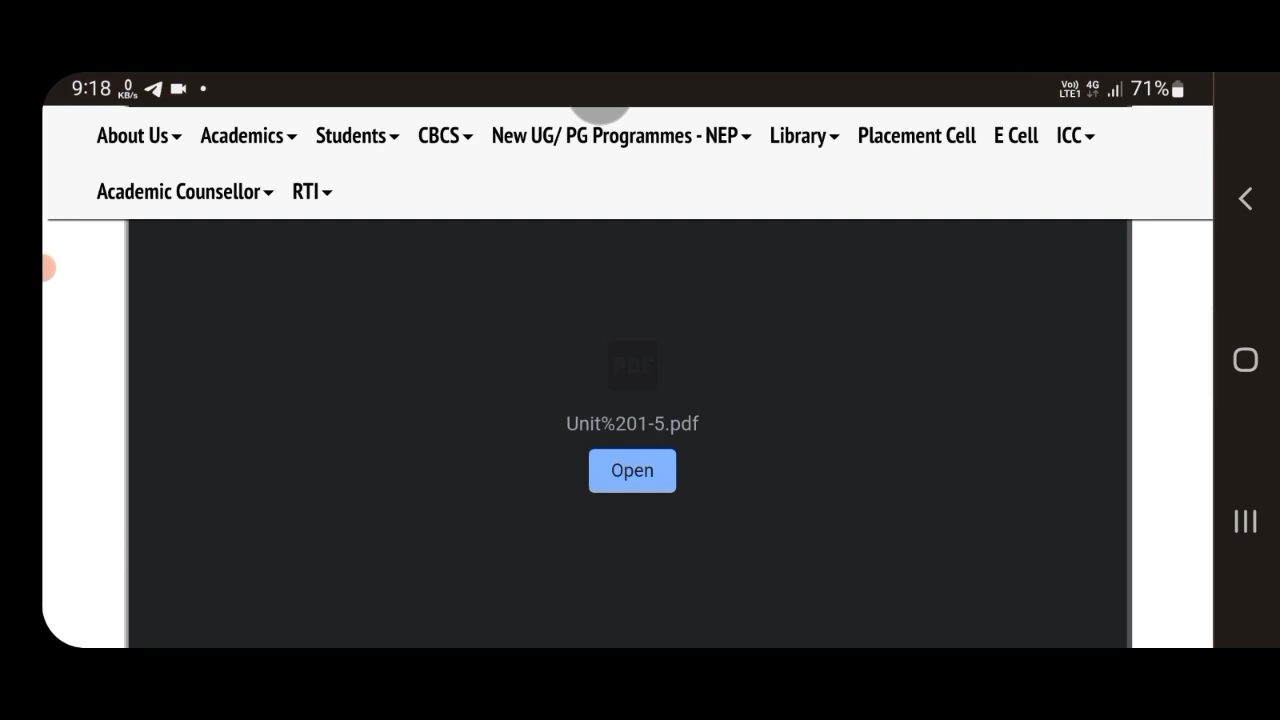 9:18 0 KB/s Vo) LTE1 4G 71%
About Us Academics Students CBCS New UG/ PG Programmes - NEP Library Placement Cell E Cell ICC
Academic Counsellor RTI
PDF
Unit%201-5.pdf
Open